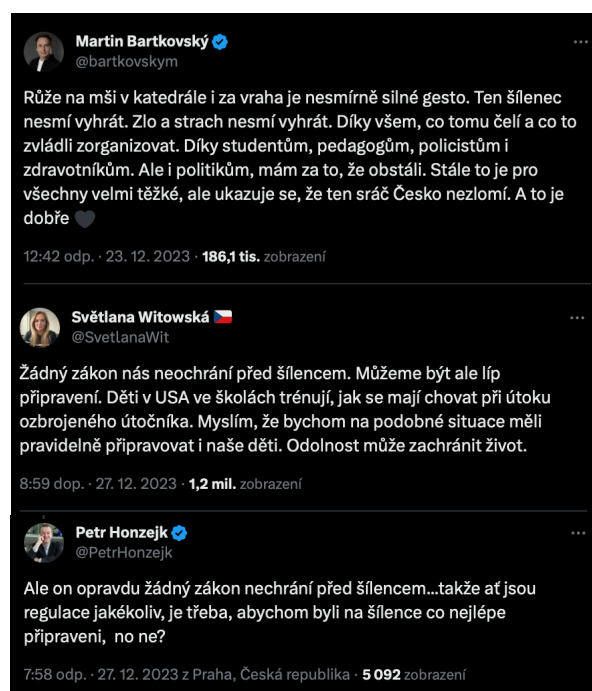 Martin Bartkovský
@bartkovskym
Růže na mši v katedrále i za vraha je nesmírně silné gesto. Ten šílenec
nesmí vyhrát. Zlo a strach nesmí vyhrát. Díky všem, co tomu čelí a co to
zvládli zorganizovat. Díky studentům, pedagogům, policistům i
zdravotníkům. Ale i politikům, mám za to, že obstáli. Stále to je pro
všechny velmi těžké, ale ukazuje se, že ten sráč Česko nezlomí. A to je
dobře 🖤
12:42 odp. · 23. 12. 2023 · 186,1 tis. zobrazení
Světlana Witowská 🇨🇿
@SvetlanaWit
Žádný zákon nás neochrání před šílencem. Můžeme být ale líp
připravení. Děti v USA ve školách trénují, jak se mají chovat při útoku
ozbrojeného útočníka. Myslím, že bychom na podobné situace měli
pravidelně připravovat i naše děti. Odolnost může zachránit život.
8:59 dop. · 27. 12. 2023 · 1,2 mil. zobrazení
Petr Honzejk
@PetrHonzejk
Ale on opravdu žádný zákon nechrání před šílencem...takže ať jsou
regulace jakékoliv, je třeba, abychom byli na šílence co nejlépe
připraveni, no ne?
7:58 odp. · 27. 12. 2023 z Praha, Česká republika · 5 092 zobrazení